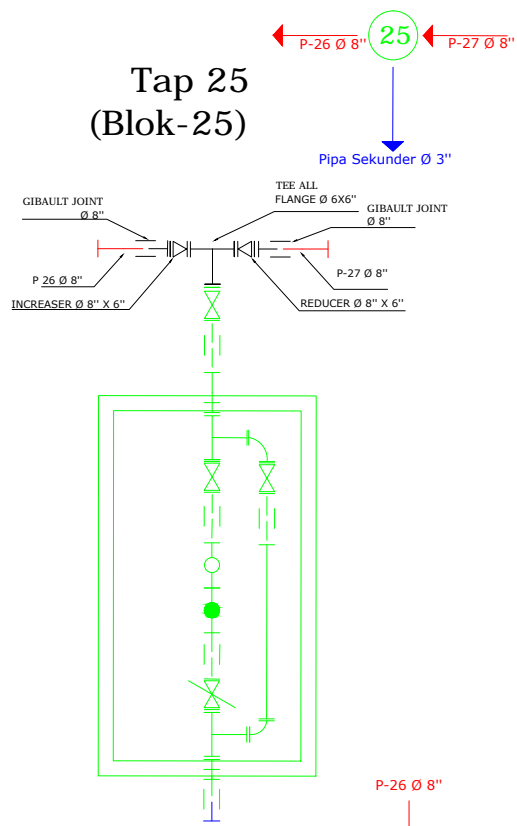 P-26 Ø 8"
25
P-27 Ø 8"
Tap 25
(Blok-25)
Pipa Sekunder Ø 3"
TEE ALL
FLANGE Ø 6X6"
GIBAULT JOINT
Ø 8"
GIBAULT JOINT
Ø 8"
P 26 Ø 8"
P-27 Ø 8"
INCREASER Ø 8" X 6"
REDUCER Ø 8" X 6"
P-26 Ø 8"